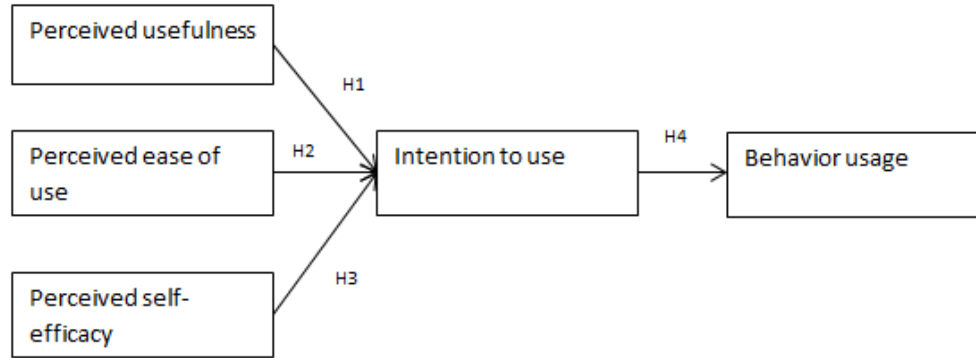 Perceived usefulness
H1
Perceived ease of
use
H2
Intention to use
H4
Behavior usage
H3
Perceived self-
efficacy